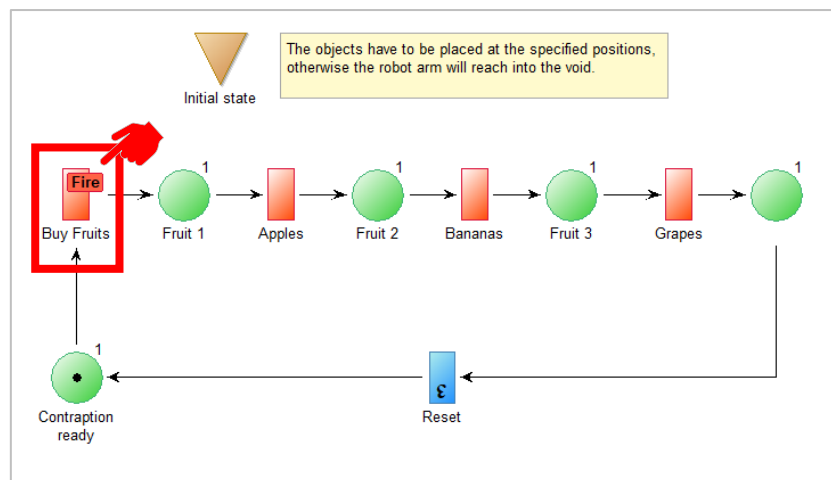 The objects have to be placed at the specified positions,
otherwise the robot arm will reach into the void.
Initial state
Fire
1
1
1
1
Buy Fruits
Fruit 1
Apples
Fruit 2
Bananas
Fruit 3
Grapes
1
ε
Contraption
ready
Reset